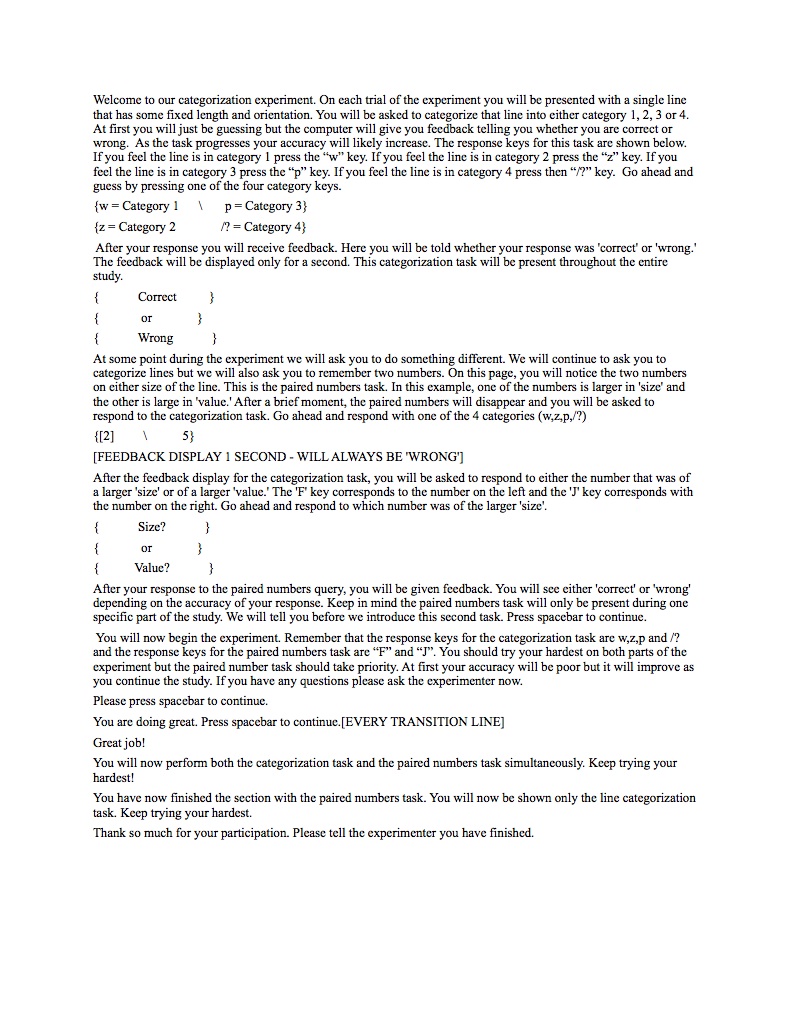 Welcome to our categorization experiment. On each trial of the experiment you will be presented with a single line
that has some fixed length and orientation. You will be asked to categorize that line into either category 1, 2, 3 or 4.
At first you will just be guessing but the computer will give you feedback telling you whether you are correct or
wrong.  As the task progresses your accuracy will likely increase. The response keys for this task are shown below.
If you feel the line is in category 1 press the “w” key. If you feel the line is in category 2 press the “z” key. If you
feel the line is in category 3 press the “p” key. If you feel the line is in category 4 press then “/?” key.  Go ahead and
guess by pressing one of the four category keys.
{w = Category 1     \     p = Category 3}
{z = Category 2          /? = Category 4}
After your response you will receive feedback. Here you will be told whether your response was 'correct' or 'wrong.'
The feedback will be displayed only for a second. This categorization task will be present throughout the entire
study.
{          Correct          }
{          or          }
{          Wrong          }
At some point during the experiment we will ask you to do something different. We will continue to ask you to
categorize lines but we will also ask you to remember two numbers. On this page, you will notice the two numbers
on either size of the line. This is the paired numbers task. In this example, one of the numbers is larger in 'size' and
the other is large in 'value.' After a brief moment, the paired numbers will disappear and you will be asked to
respond to the categorization task. Go ahead and respond with one of the 4 categories (w,z,p,/?)
{[2]     \     5}
[FEEDBACK DISPLAY 1 SECOND - WILL ALWAYS BE 'WRONG']
After the feedback display for the categorization task, you will be asked to respond to either the number that was of
a larger 'size' or of a larger 'value.' The 'F' key corresponds to the number on the left and the 'J' key corresponds with
the number on the right. Go ahead and respond to which number was of the larger 'size'.
{          Size?          }
{          or          }
{          Value?          }
After your response to the paired numbers query, you will be given feedback. You will see either 'correct' or 'wrong'
depending on the accuracy of your response. Keep in mind the paired numbers task will only be present during one
specific part of the study. We will tell you before we introduce this second task. Press spacebar to continue.
You will now begin the experiment. Remember that the response keys for the categorization task are w,z,p and /?
and the response keys for the paired numbers task are “F” and “J”. You should try your hardest on both parts of the
experiment but the paired number task should take priority. At first your accuracy will be poor but it will improve as
you continue the study. If you have any questions please ask the experimenter now.
Please press spacebar to continue.
You are doing great. Press spacebar to continue.[EVERY TRANSITION LINE]
Great job!
You will now perform both the categorization task and the paired numbers task simultaneously. Keep trying your
hardest!
You have now finished the section with the paired numbers task. You will now be shown only the line categorization
task. Keep trying your hardest.
Thank so much for your participation. Please tell the experimenter you have finished.